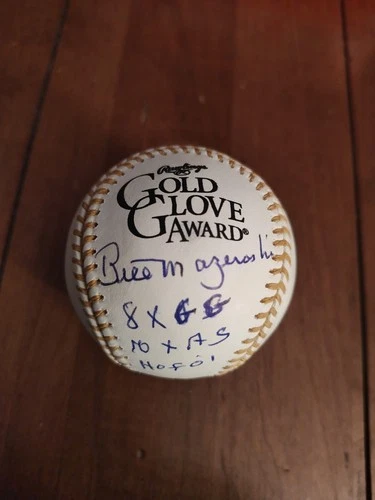 Rawlings
GOLD
GLOVE
AWARD®
Bill Mazeroski
8 X GG
10 X AS
HOF 01